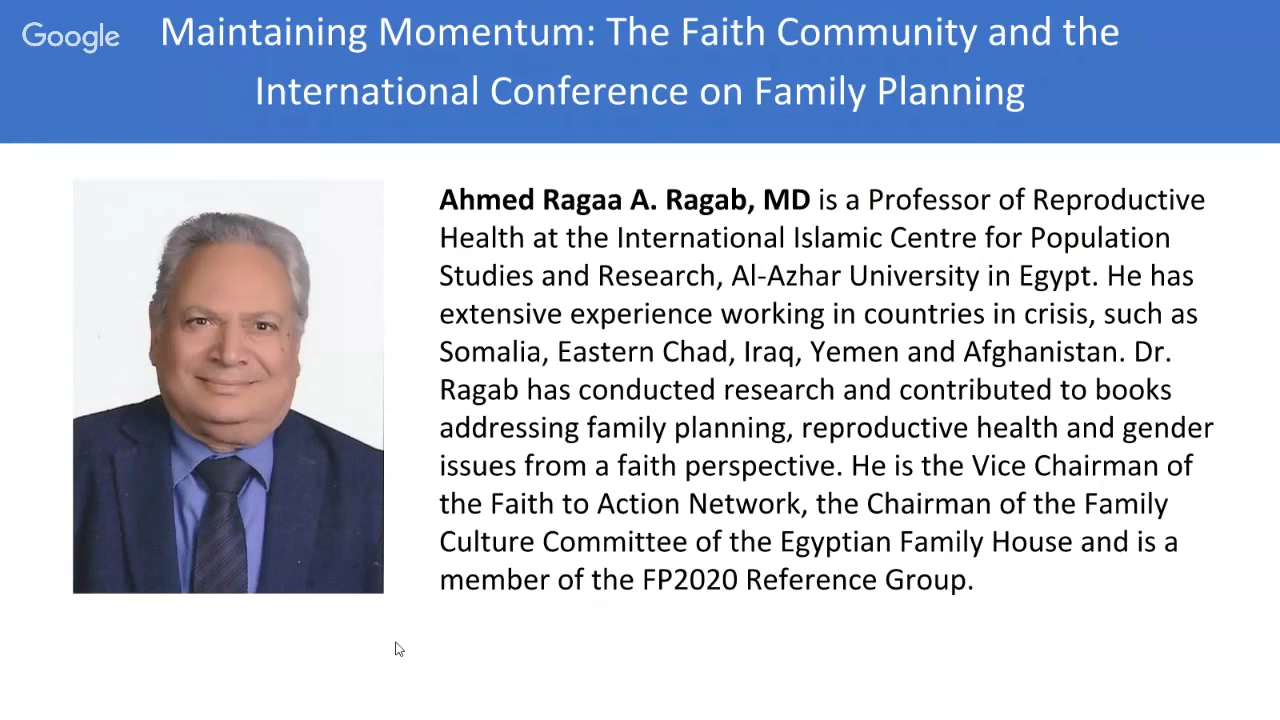 Google
Maintaining Momentum: The Faith Community and the
International Conference on Family Planning
Ahmed Ragaa A. Ragab, MD is a Professor of Reproductive
Health at the International Islamic Centre for Population
Studies and Research, Al-Azhar University in Egypt. He has
extensive experience working in countries in crisis, such as
Somalia, Eastern Chad, Iraq, Yemen and Afghanistan. Dr.
Ragab has conducted research and contributed to books
addressing family planning, reproductive health and gender
issues from a faith perspective. He is the Vice Chairman of
the Faith to Action Network, the Chairman of the Family
Culture Committee of the Egyptian Family House and is a
member of the FP2020 Reference Group.